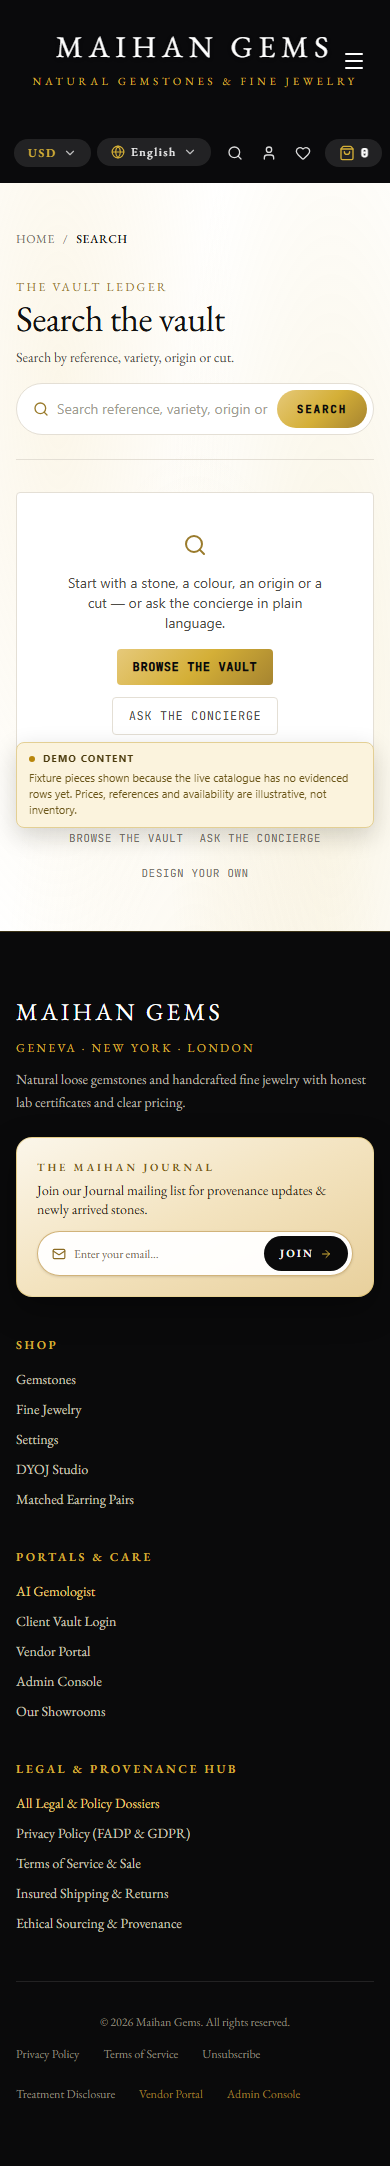 MAIHAN GEMS
NATURAL GEMSTONES & FINE JEWELRY
USD English 0
HOME / SEARCH
THE VAULT LEDGER
Search the vault
Search by reference, variety, origin or cut.
Search reference, variety, origin or SEARCH
Start with a stone, a colour, an origin or a
cut — or ask the concierge in plain
language.
BROWSE THE VAULT
ASK THE CONCIERGE
DEMO CONTENT
Fixture pieces shown because the live catalogue has no evidenced
rows yet. Prices, references and availability are illustrative, not
inventory.
BROWSE THE VAULT ASK THE CONCIERGE
DESIGN YOUR OWN
MAIHAN GEMS
GENEVA · NEW YORK · LONDON
Natural loose gemstones and handcrafted fine jewelry with honest
lab certificates and clear pricing.
THE MAIHAN JOURNAL
Join our Journal mailing list for provenance updates &
newly arrived stones.
Enter your email... JOIN →
SHOP
Gemstones
Fine Jewelry
Settings
DYOJ Studio
Matched Earring Pairs
PORTALS & CARE
AI Gemologist
Client Vault Login
Vendor Portal
Admin Console
Our Showrooms
LEGAL & PROVENANCE HUB
All Legal & Policy Dossiers
Privacy Policy (FADP & GDPR)
Terms of Service & Sale
Insured Shipping & Returns
Ethical Sourcing & Provenance
© 2026 Maihan Gems. All rights reserved.
Privacy Policy Terms of Service Unsubscribe
Treatment Disclosure Vendor Portal Admin Console